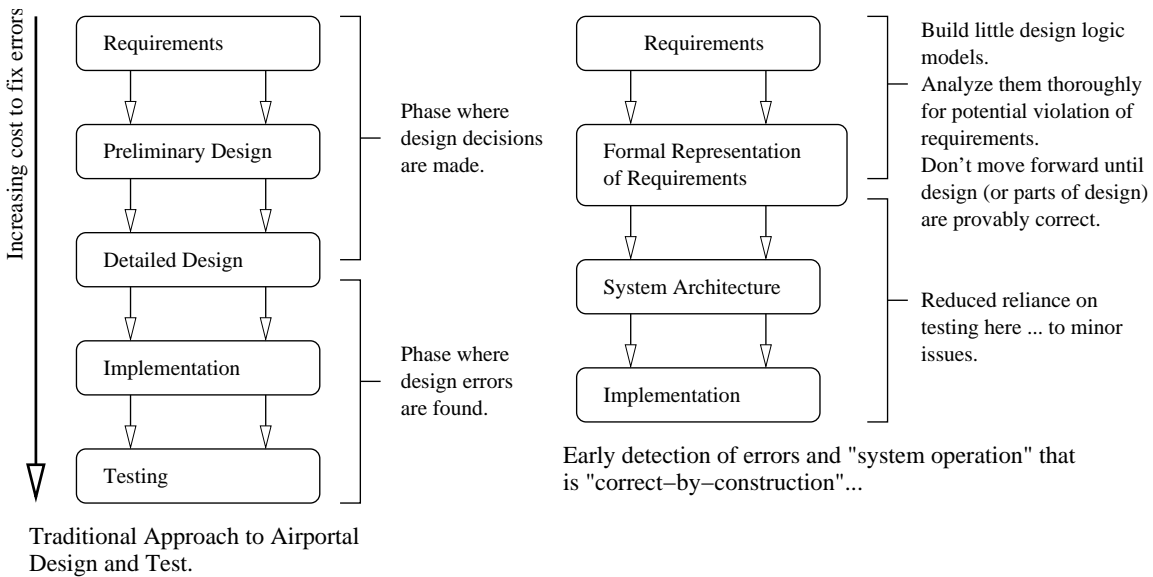 Increasing cost to fix errors
Requirements
Preliminary Design
Detailed Design
Implementation
Testing
Phase where
design decisions
are made.
Phase where
design errors
are found.
Traditional Approach to Airportal
Design and Test.
Requirements
Formal Representation
of Requirements
System Architecture
Implementation
Build little design logic
models.
Analyze them thoroughly
for potential violation of
requirements.
Don’t move forward until
design (or parts of design)
are provably correct.
Reduced reliance on
testing here ... to minor
issues.
Early detection of errors and "system operation" that
is "correct−by−construction"...